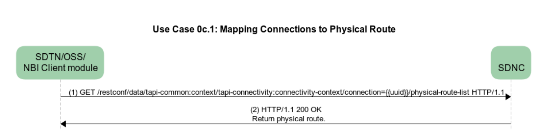 Use Case 0c.1: Mapping Connections to Physical Route
SDTN/OSS/
NBI Client module
SDNC
(1) GET /restconf/data/tapi-common:context/tapi-connectivity:connectivity-context/connection={{uuid}}/physical-route-list HTTP/1.1
(2) HTTP/1.1 200 OK
Return physical route.